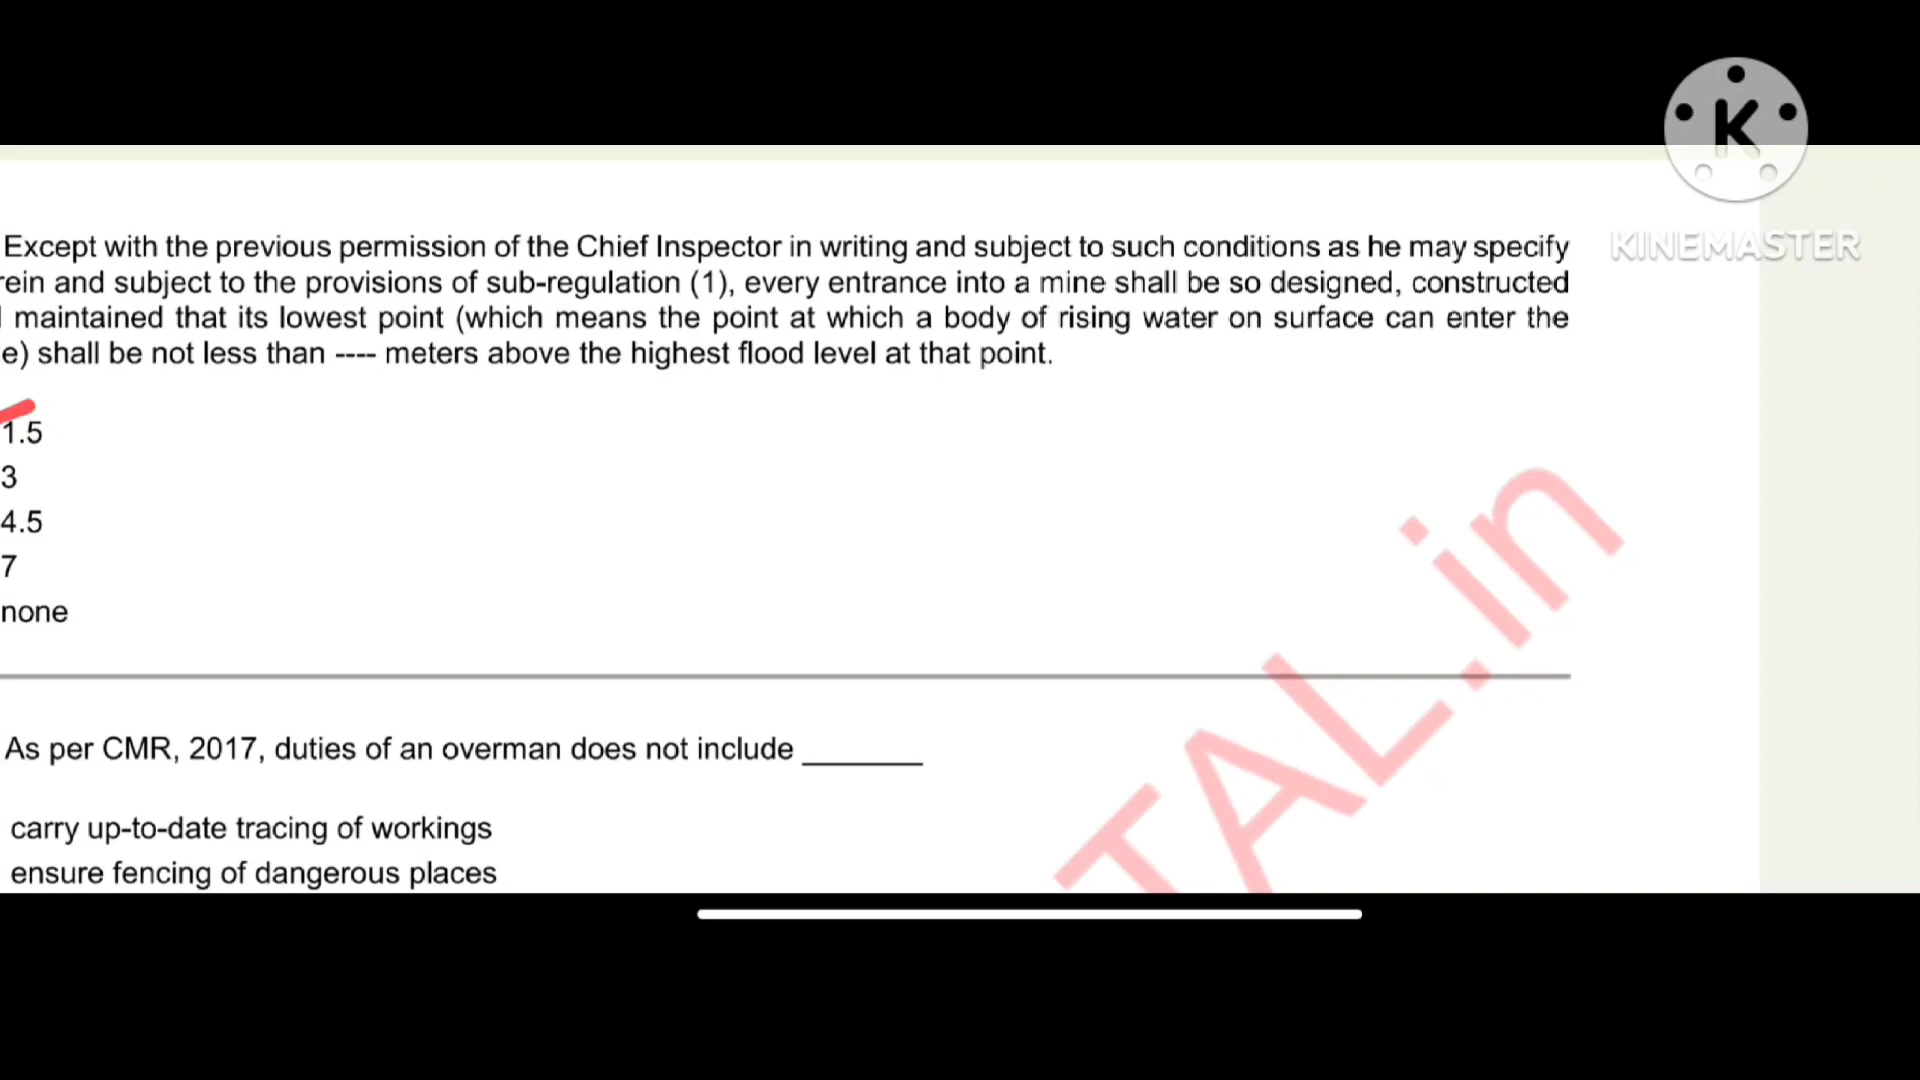 K
KINEMASTER
Except with the previous permission of the Chief Inspector in writing and subject to such conditions as he may specify
rein and subject to the provisions of sub-regulation (1), every entrance into a mine shall be so designed, constructed
maintained that its lowest point (which means the point at which a body of rising water on surface can enter the
e) shall be not less than ---- meters above the highest flood level at that point.
1.5
3
4.5
7
none
As per CMR, 2017, duties of an overman does not include ________
carry up-to-date tracing of workings
ensure fencing of dangerous places
TAL.in